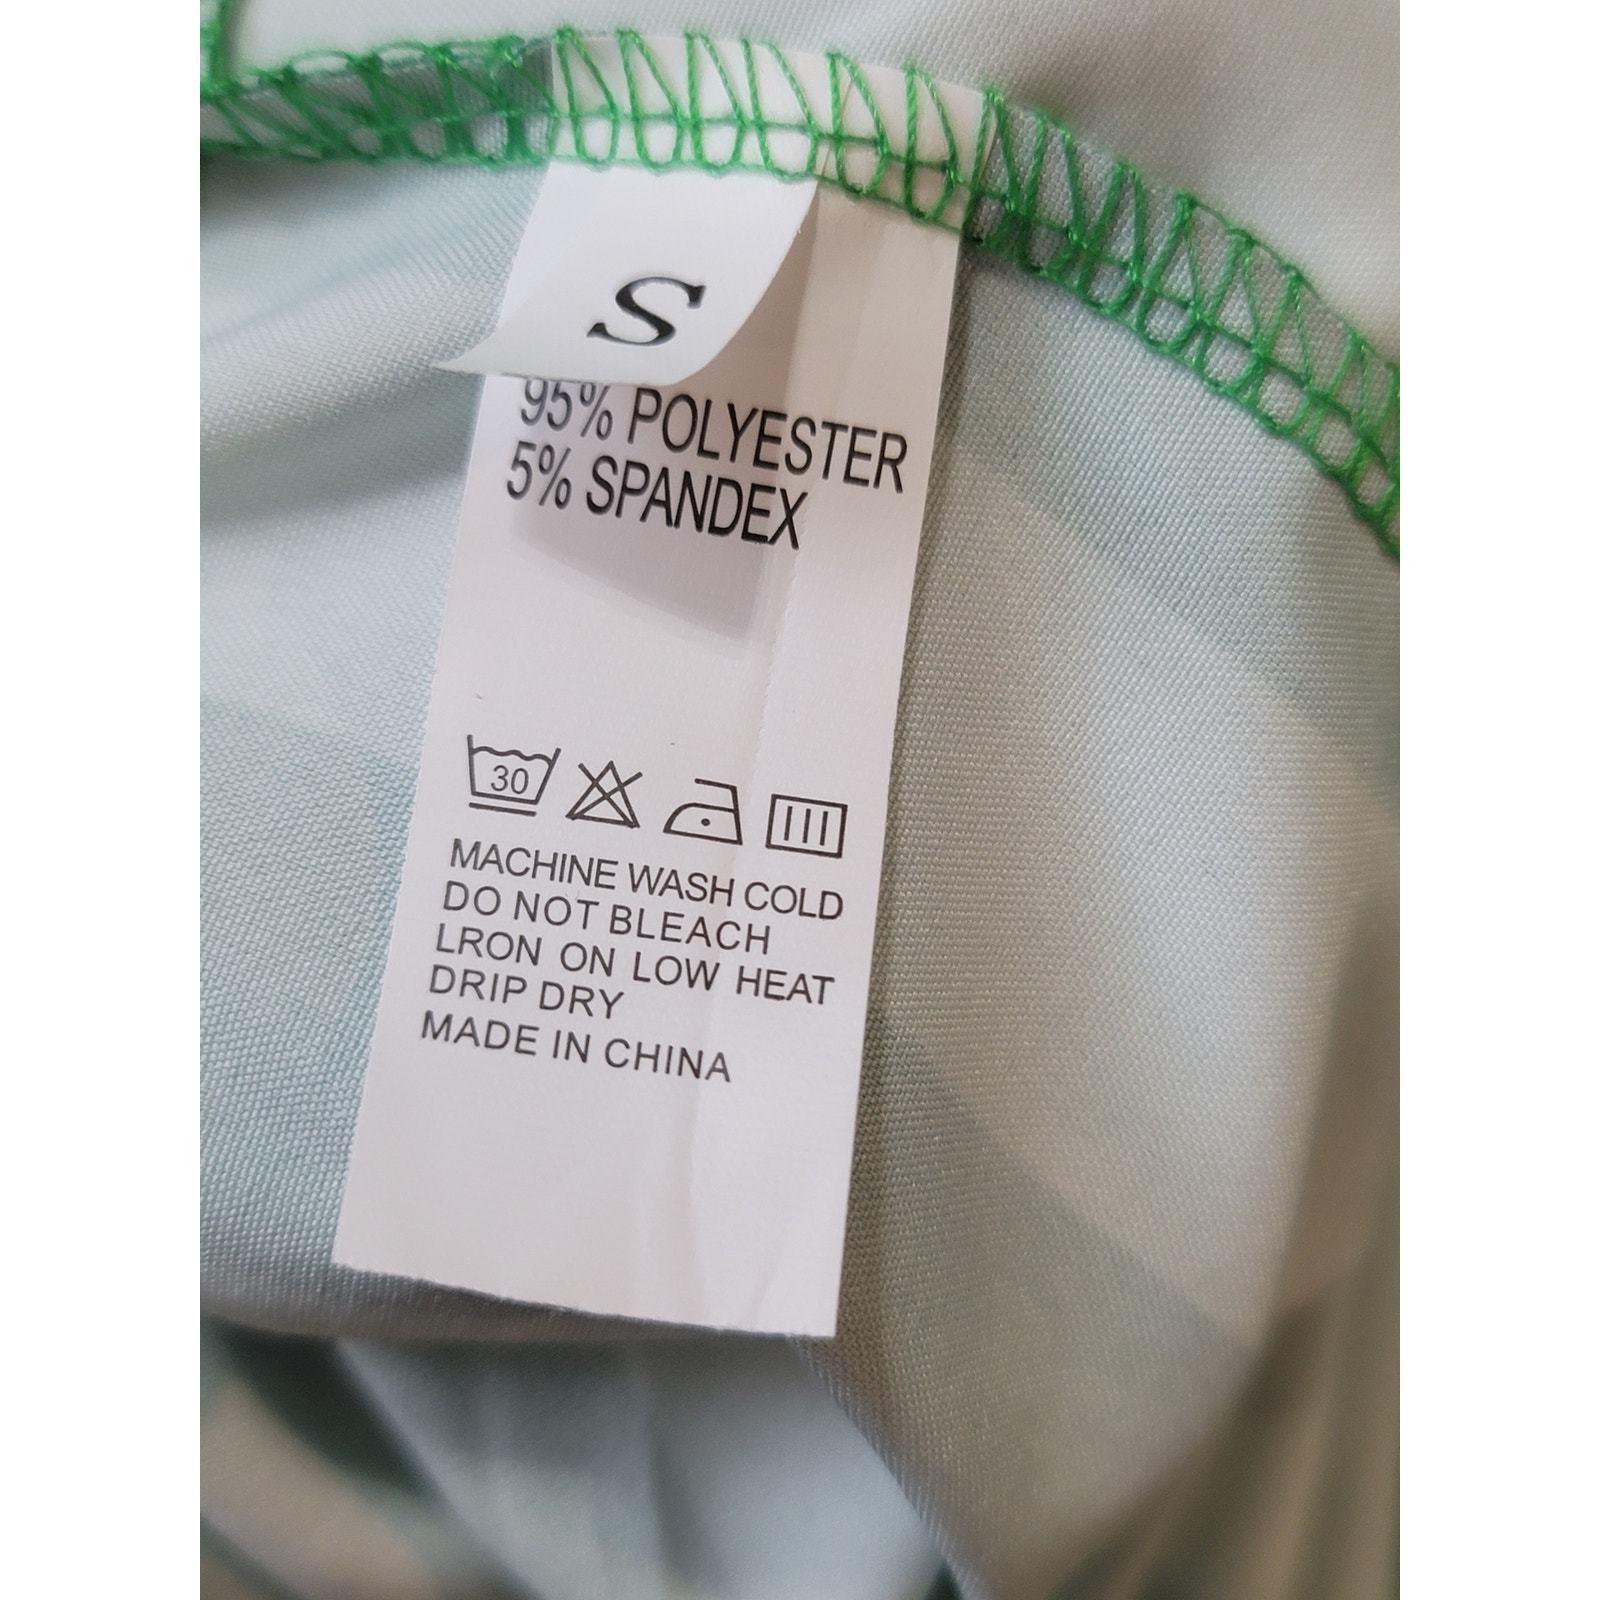 S
95% POLYESTER
5% SPANDEX
30
MACHINE WASH COLD
DO NOT BLEACH
LRON ON LOW HEAT
DRIP DRY
MADE IN CHINA